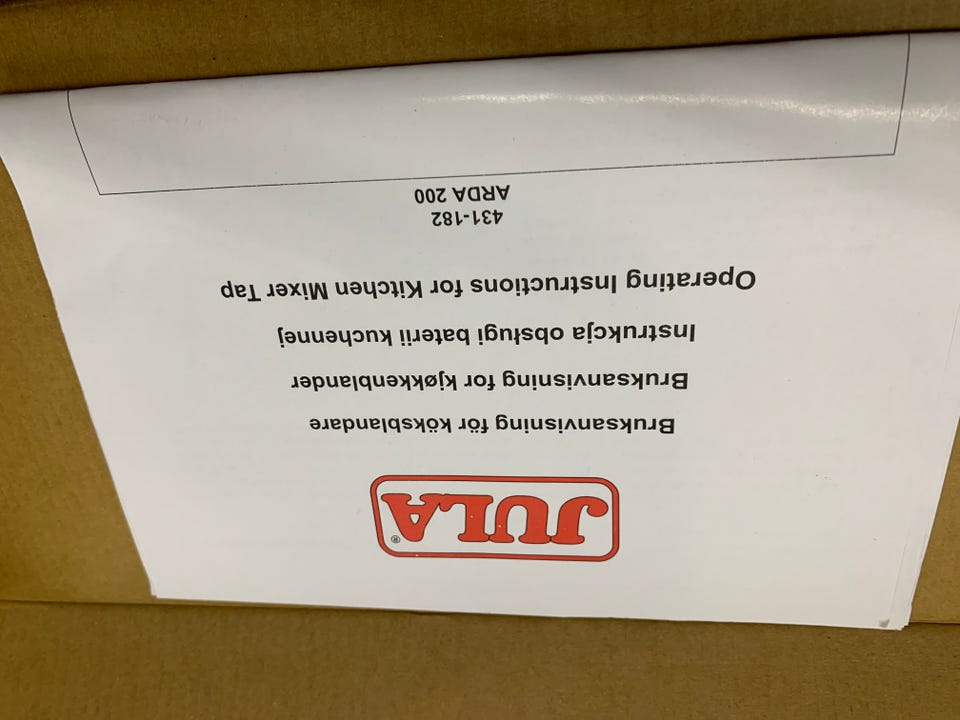 JULA®
Bruksanvisning för köksblandare
Bruksanvisning for kjøkkenblander
Instrukcja obsługi baterii kuchennej
Operating Instructions for Kitchen Mixer Tap
431-182
ARDA 200